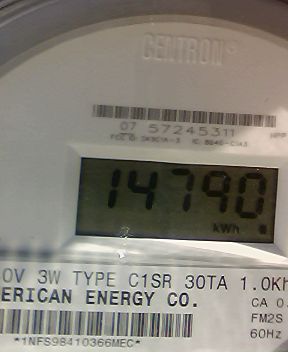 CENTRON®
07 57245311
14790
kWh
0V 3W TYPE C1SR 30TA 1.0Kh
ERICAN ENERGY CO.
CA 0.
FM2S
60Hz
*1NFS98410366MEC*